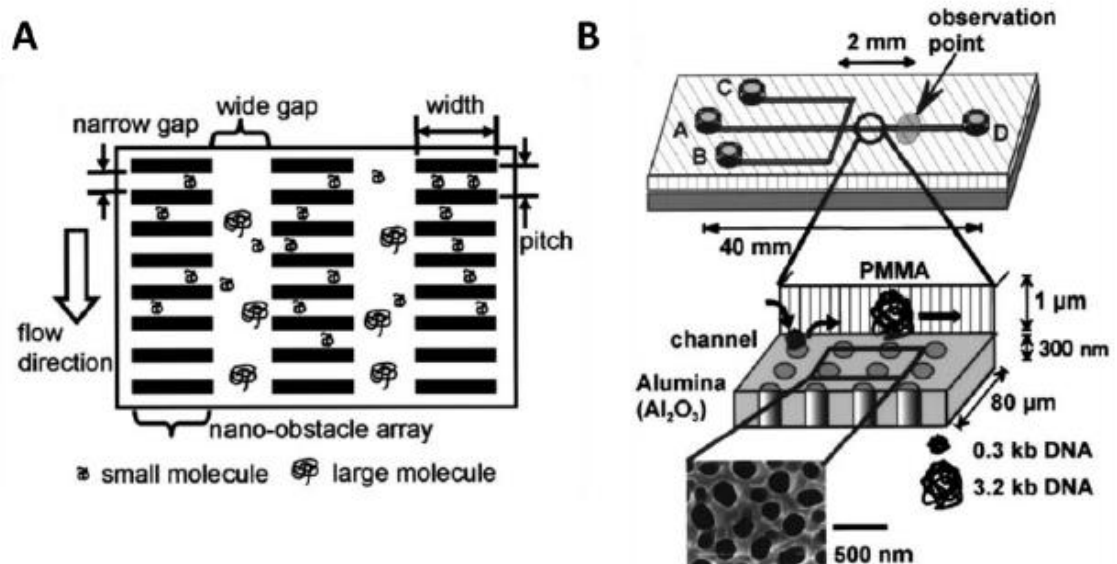 A
narrow gap
wide gap
width
pitch
flow
direction
nano-obstacle array
small molecule
large molecule
B
observation
point
2 mm
C
A
B
D
40 mm
PMMA
1 µm
channel
300 nm
Alumina
(Al₂O₃)
80 µm
0.3 kb DNA
3.2 kb DNA
500 nm